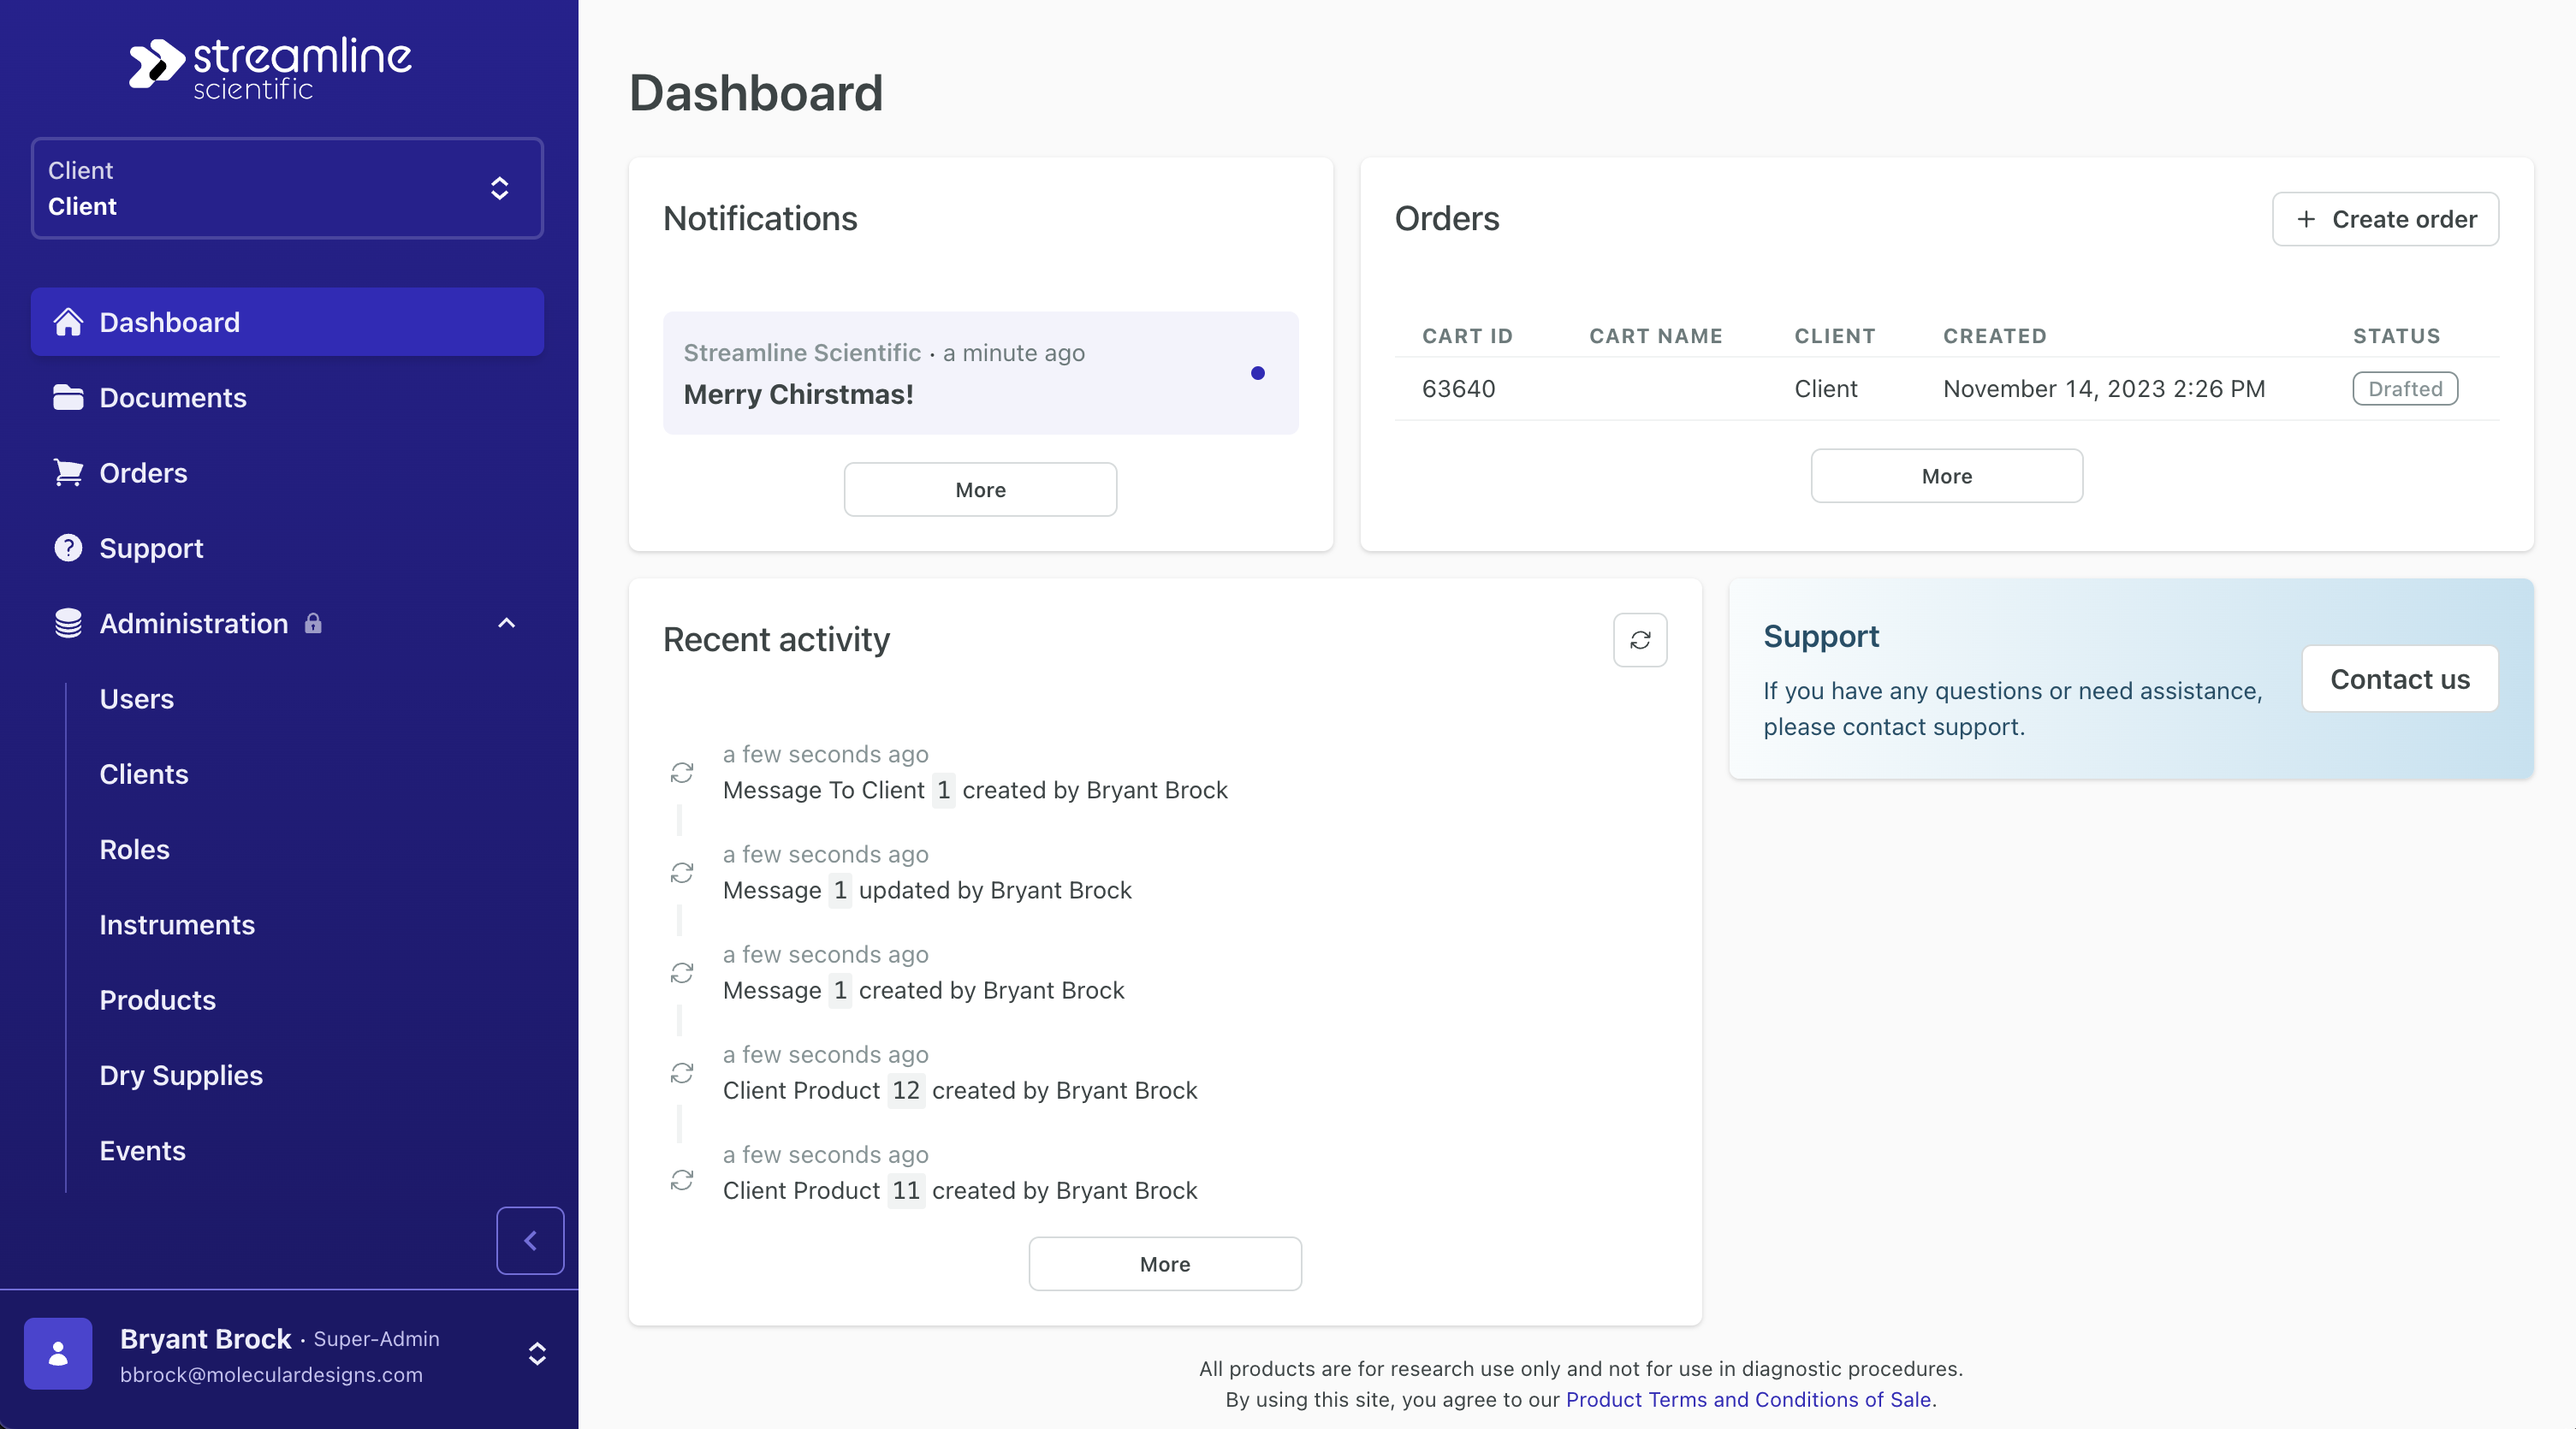 streamline
scientific
Client
Client
Dashboard
Documents
Orders
Support
Administration
Users
Clients
Roles
Instruments
Products
Dry Supplies
Events
Bryant Brock · Super-Admin
bbrock@moleculardesigns.com
Dashboard
Notifications
Streamline Scientific · a minute ago
Merry Chirstmas!
More
Orders
+ Create order
CART ID CART NAME CLIENT CREATED STATUS
63640 Client November 14, 2023 2:26 PM Drafted
More
Recent activity
a few seconds ago
Message To Client 1 created by Bryant Brock
a few seconds ago
Message 1 updated by Bryant Brock
a few seconds ago
Message 1 created by Bryant Brock
a few seconds ago
Client Product 12 created by Bryant Brock
a few seconds ago
Client Product 11 created by Bryant Brock
More
Support
If you have any questions or need assistance,
please contact support.
Contact us
All products are for research use only and not for use in diagnostic procedures.
By using this site, you agree to our Product Terms and Conditions of Sale.